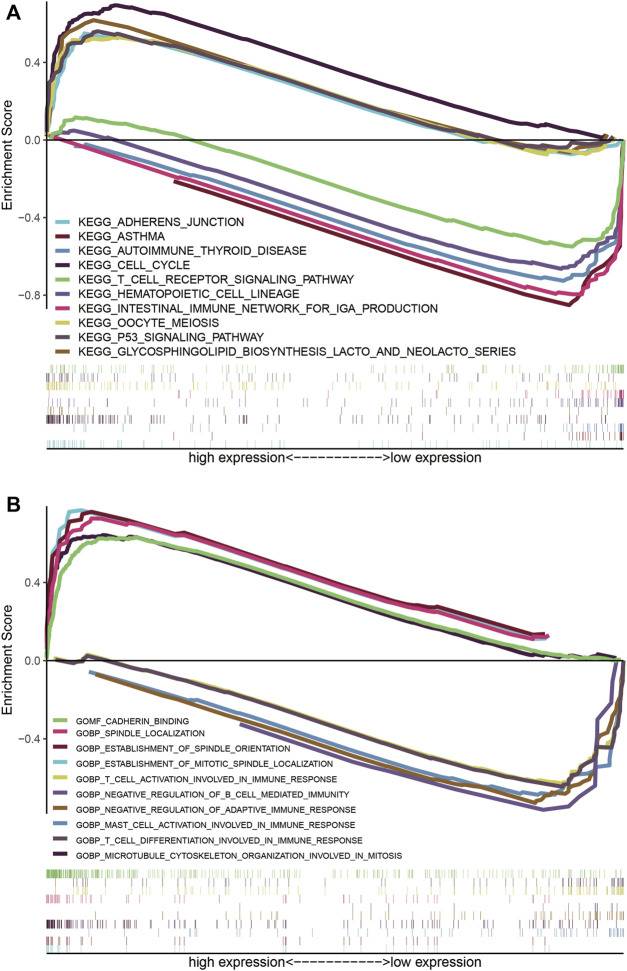 A
0.4
0.0
−0.4
−0.8
Enrichment Score
KEGG_ADHERENS_JUNCTION
KEGG_ASTHMA
KEGG_AUTOIMMUNE_THYROID_DISEASE
KEGG_CELL_CYCLE
KEGG_T_CELL_RECEPTOR_SIGNALING_PATHWAY
KEGG_HEMATOPOIETIC_CELL_LINEAGE
KEGG_INTESTINAL_IMMUNE_NETWORK_FOR_IGA_PRODUCTION
KEGG_OOCYTE_MEIOSIS
KEGG_P53_SIGNALING_PATHWAY
KEGG_GLYCOSPHINGOLIPID_BIOSYNTHESIS_LACTO_AND_NEOLACTO_SERIES
high expression<----------->low expression
B
0.4
0.0
−0.4
Enrichment Score
GOMF_CADHERIN_BINDING
GOBP_SPINDLE_LOCALIZATION
GOBP_ESTABLISHMENT_OF_SPINDLE_ORIENTATION
GOBP_ESTABLISHMENT_OF_MITOTIC_SPINDLE_LOCALIZATION
GOBP_T_CELL_ACTIVATION_INVOLVED_IN_IMMUNE_RESPONSE
GOBP_NEGATIVE_REGULATION_OF_B_CELL_MEDIATED_IMMUNITY
GOBP_NEGATIVE_REGULATION_OF_ADAPTIVE_IMMUNE_RESPONSE
GOBP_MAST_CELL_ACTIVATION_INVOLVED_IN_IMMUNE_RESPONSE
GOBP_T_CELL_DIFFERENTIATION_INVOLVED_IN_IMMUNE_RESPONSE
GOBP_MICROTUBULE_CYTOSKELETON_ORGANIZATION_INVOLVED_IN_MITOSIS
high expression<----------->low expression